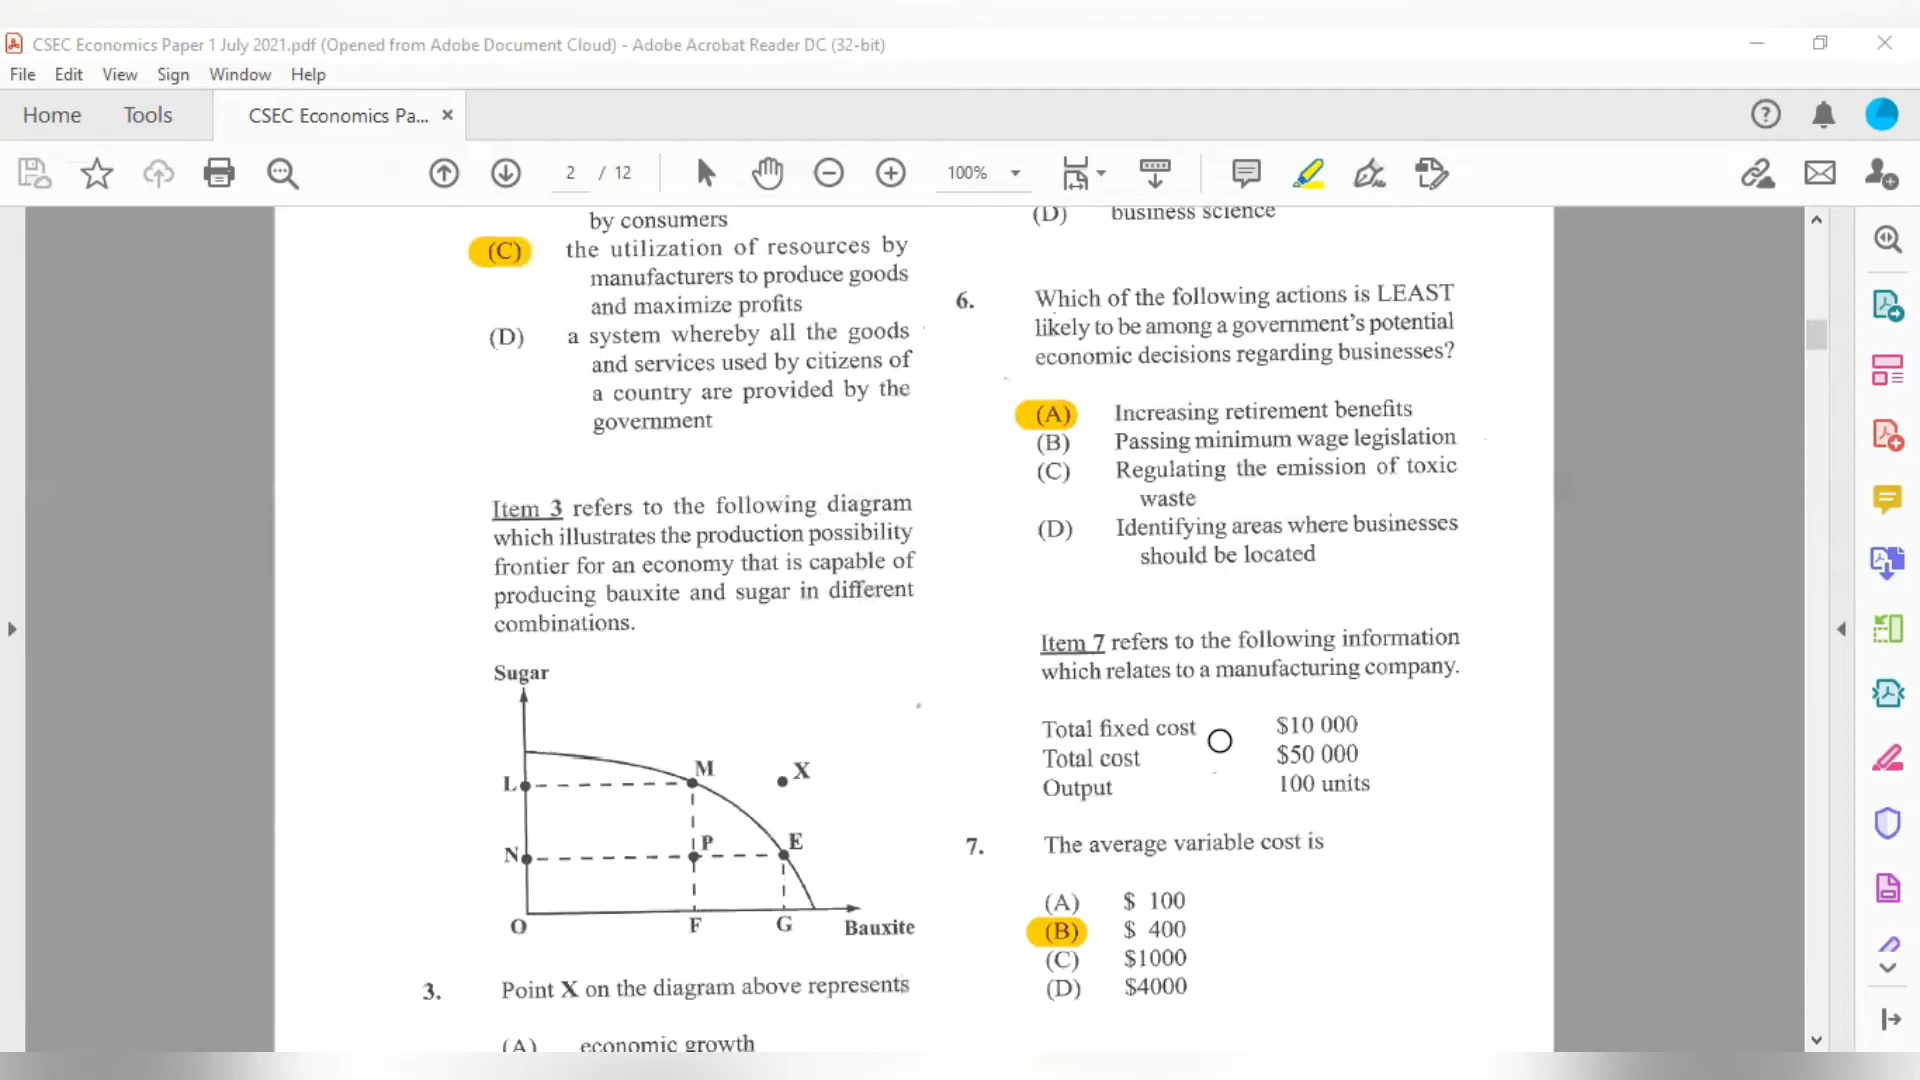 CSEC Economics Paper 1 July 2021.pdf (Opened from Adobe Document Cloud) - Adobe Acrobat Reader DC (32-bit)
File Edit View Sign Window Help
Home Tools CSEC Economics Pa... ×
2 / 12 100%
by consumers
(C) the utilization of resources by
manufacturers to produce goods
and maximize profits
(D) a system whereby all the goods
and services used by citizens of
a country are provided by the
government
Item 3 refers to the following diagram
which illustrates the production possibility
frontier for an economy that is capable of
producing bauxite and sugar in different
combinations.
Sugar
M
X
L
P
E
N
O
F
G
Bauxite
3. Point X on the diagram above represents
(A) economic growth
(D) business science
6. Which of the following actions is LEAST
likely to be among a government's potential
economic decisions regarding businesses?
(A) Increasing retirement benefits
(B) Passing minimum wage legislation
(C) Regulating the emission of toxic
waste
(D) Identifying areas where businesses
should be located
Item 7 refers to the following information
which relates to a manufacturing company.
Total fixed cost $10 000
Total cost $50 000
Output 100 units
7. The average variable cost is
(A) $ 100
(B) $ 400
(C) $1000
(D) $4000